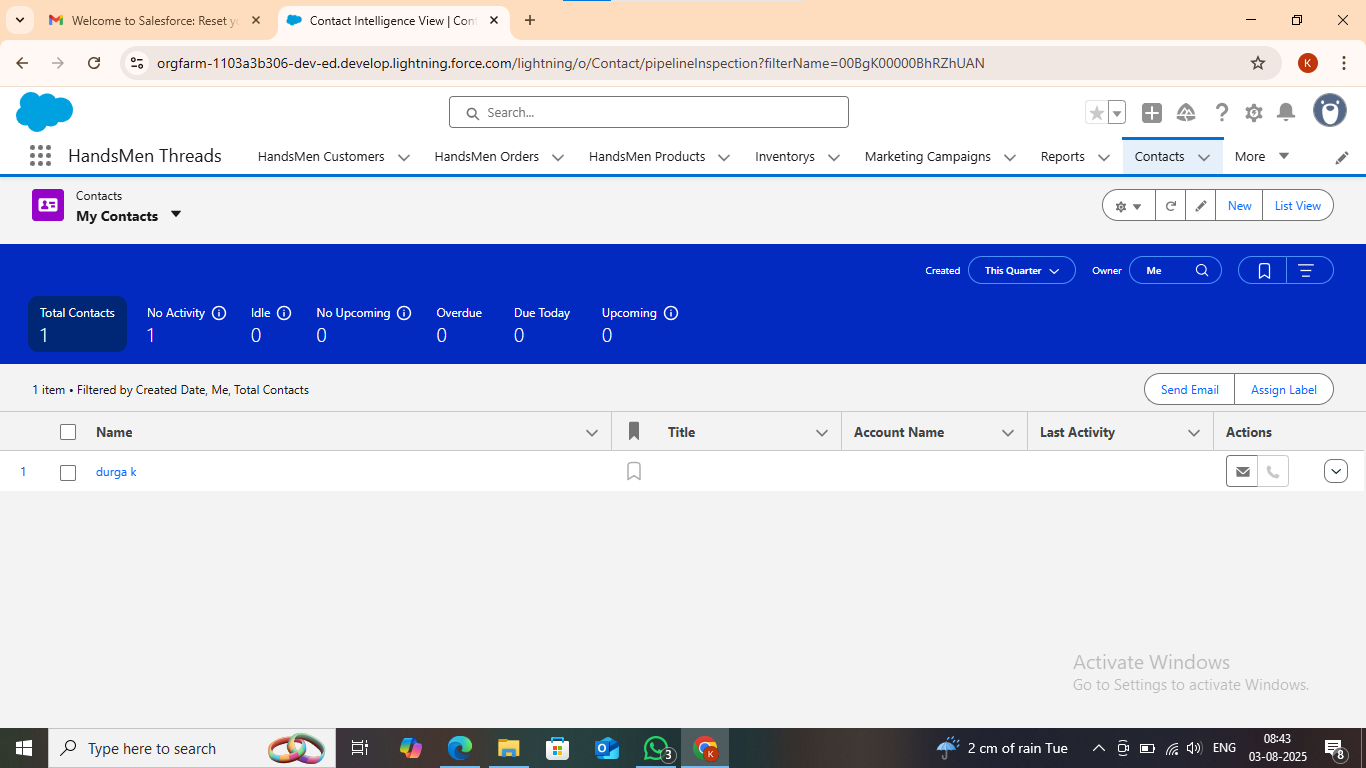 Welcome to Salesforce: Reset y
Contact Intelligence View | Con
orgfarm-1103a3b306-dev-ed.develop.lightning.force.com/lightning/o/Contact/pipelineInspection?filterName=00BgK00000BhRZhUAN
K
Search...
HandsMen Threads
HandsMen Customers
HandsMen Orders
HandsMen Products
Inventorys
Marketing Campaigns
Reports
Contacts
More
Contacts
My Contacts
New
List View
Created
This Quarter
Owner
Me
Total Contacts
1
No Activity
1
Idle
0
No Upcoming
0
Overdue
0
Due Today
0
Upcoming
0
1 item • Filtered by Created Date, Me, Total Contacts
Send Email
Assign Label
Name
Title
Account Name
Last Activity
Actions
1
durga k
Activate Windows
Go to Settings to activate Windows.
Type here to search
3
K
2 cm of rain Tue
ENG
08:43
03-08-2025
8